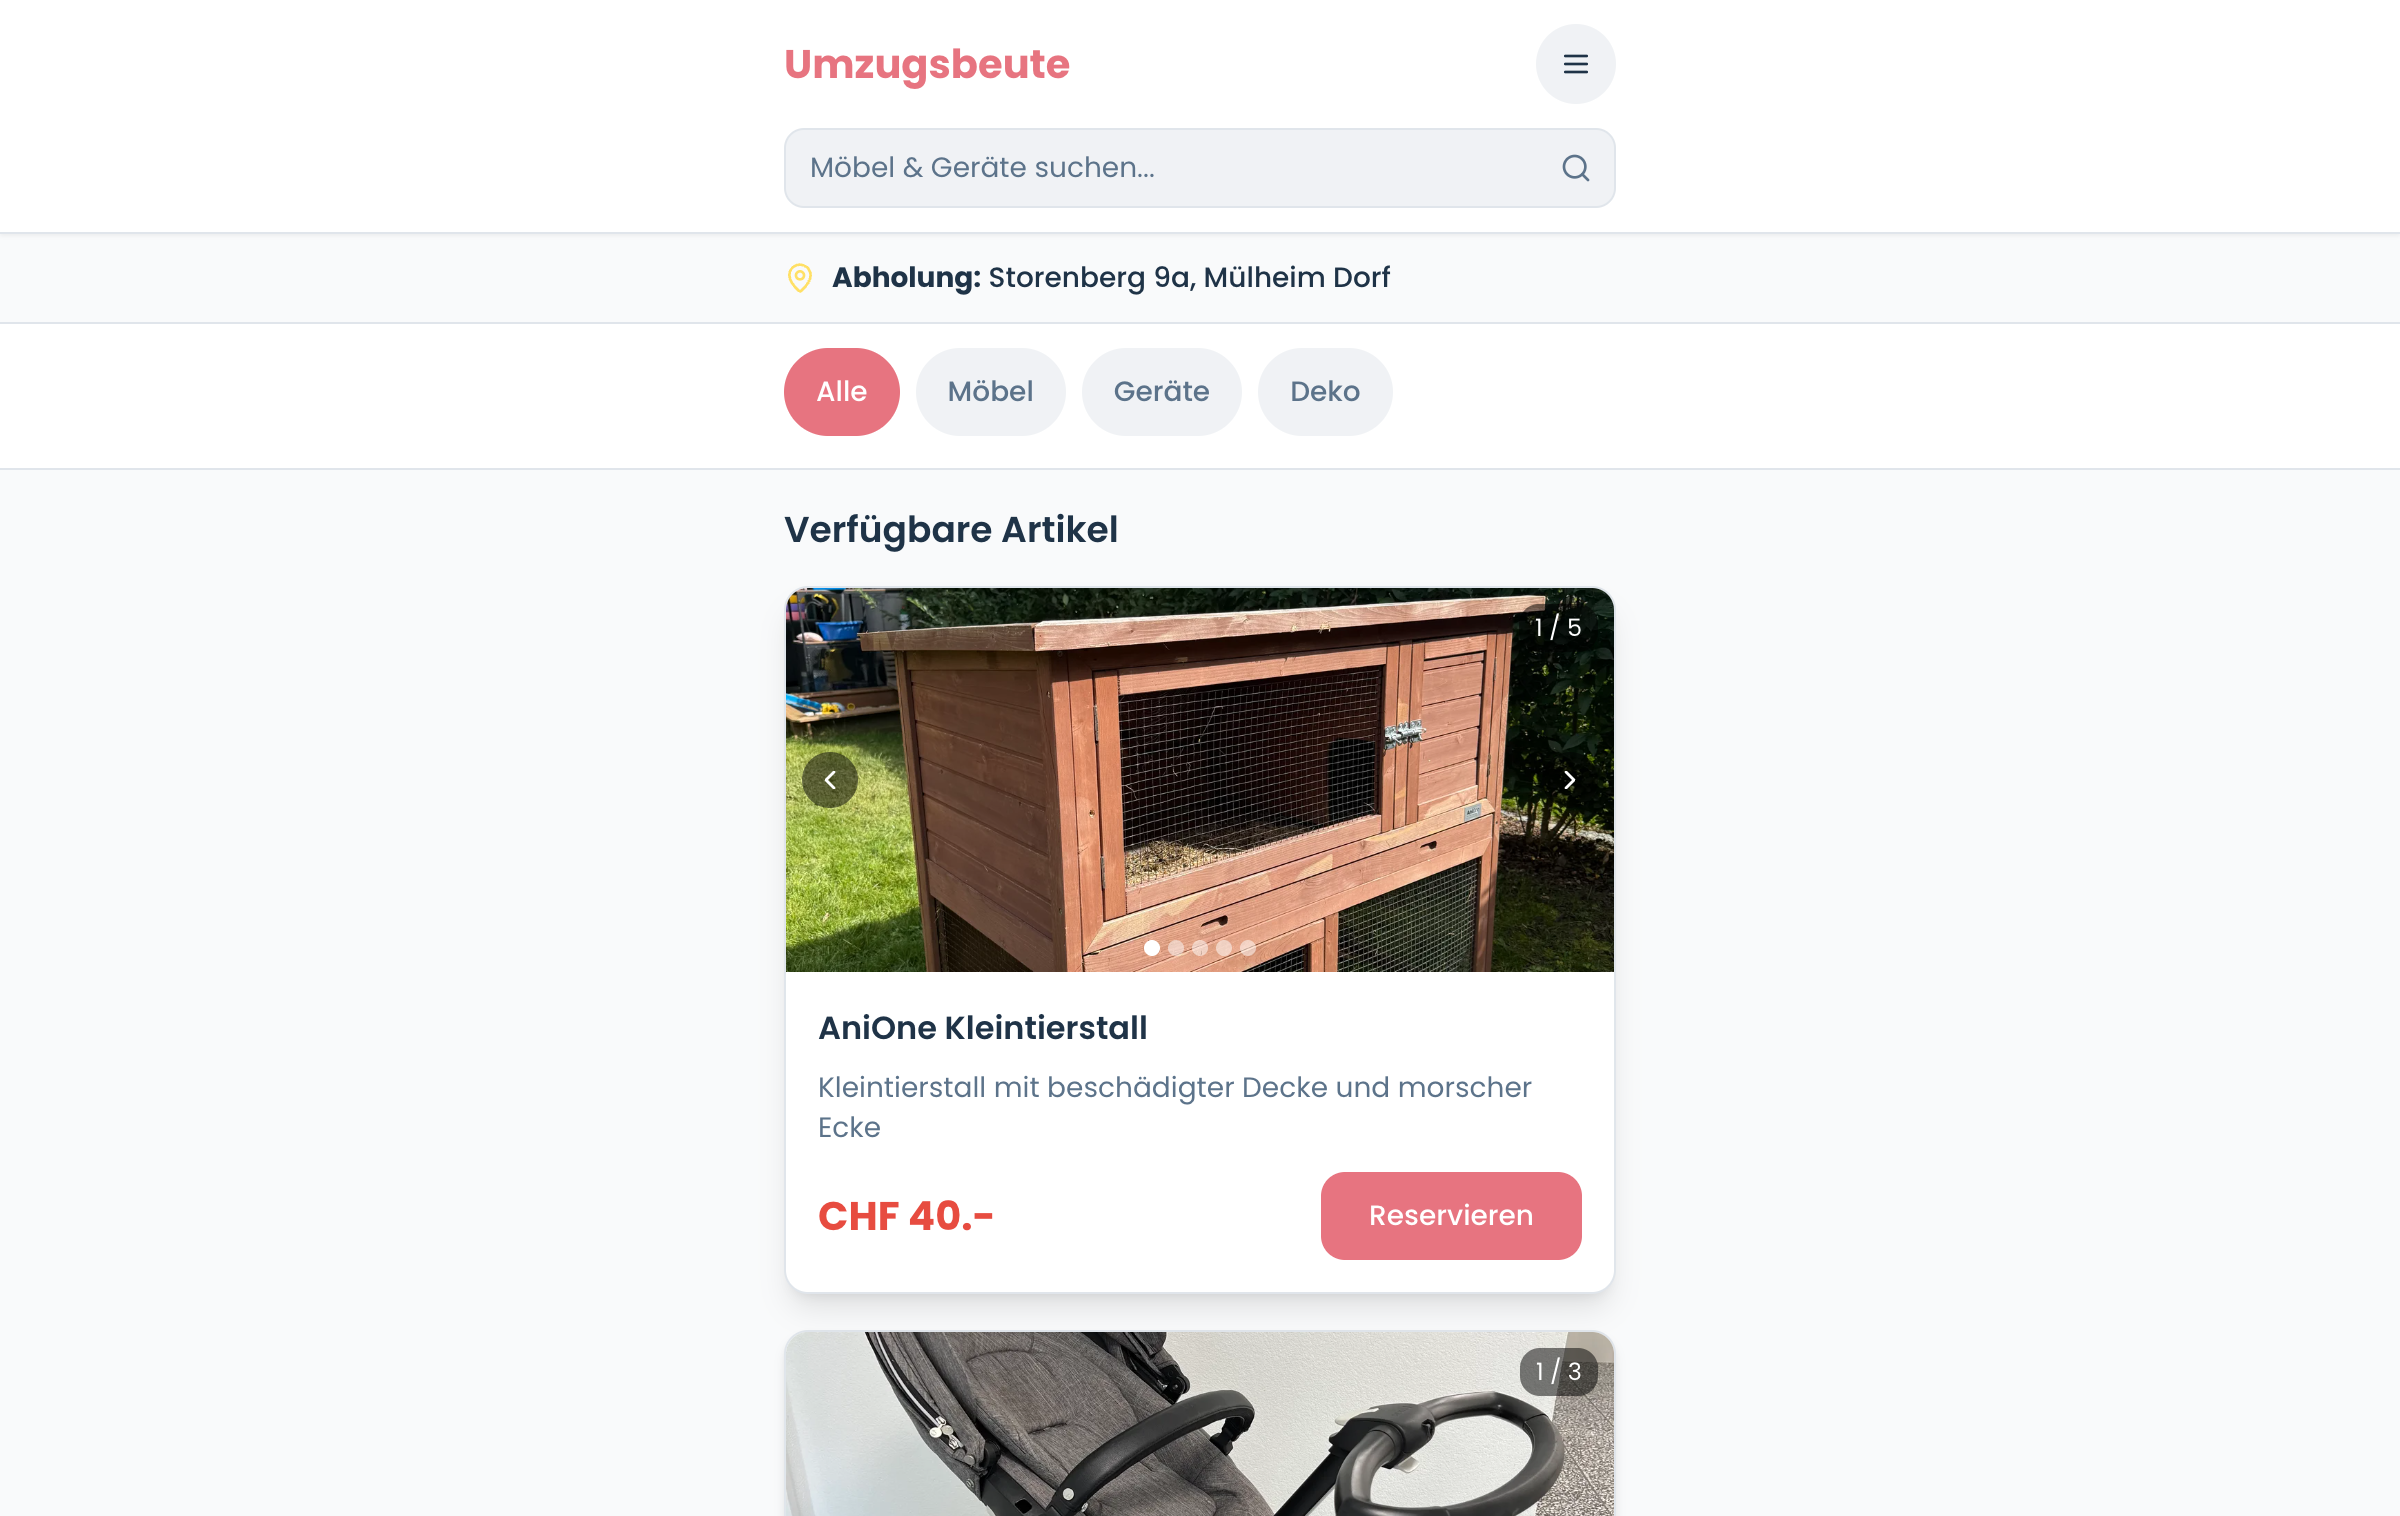 Umzugsbeute
Möbel & Geräte suchen...
Abholung: Storenberg 9a, Mülheim Dorf
Alle
Möbel
Geräte
Deko
Verfügbare Artikel
1 / 5
AniOne Kleintierstall
Kleintierstall mit beschädigter Decke und morscher
Ecke
CHF 40.-
Reservieren
1 / 3